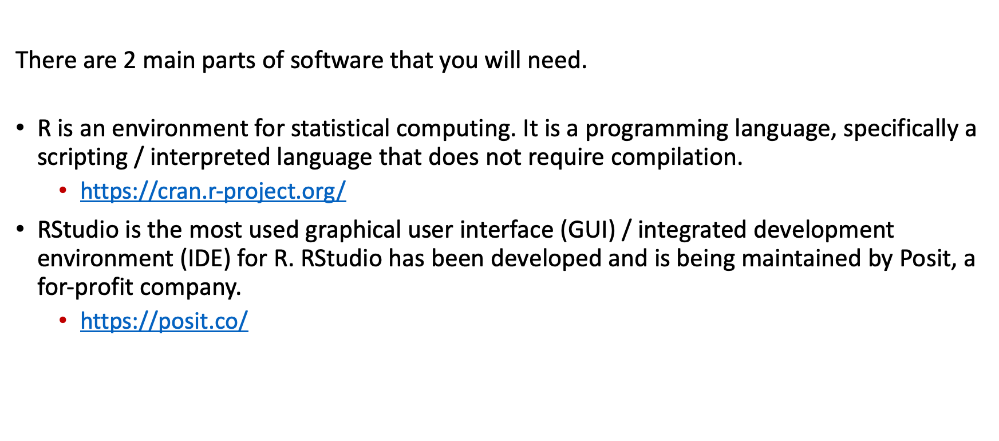 There are 2 main parts of software that you will need.
• R is an environment for statistical computing. It is a programming language, specifically a
scripting / interpreted language that does not require compilation.
• https://cran.r-project.org/
• RStudio is the most used graphical user interface (GUI) / integrated development
environment (IDE) for R. RStudio has been developed and is being maintained by Posit, a
for-profit company.
• https://posit.co/